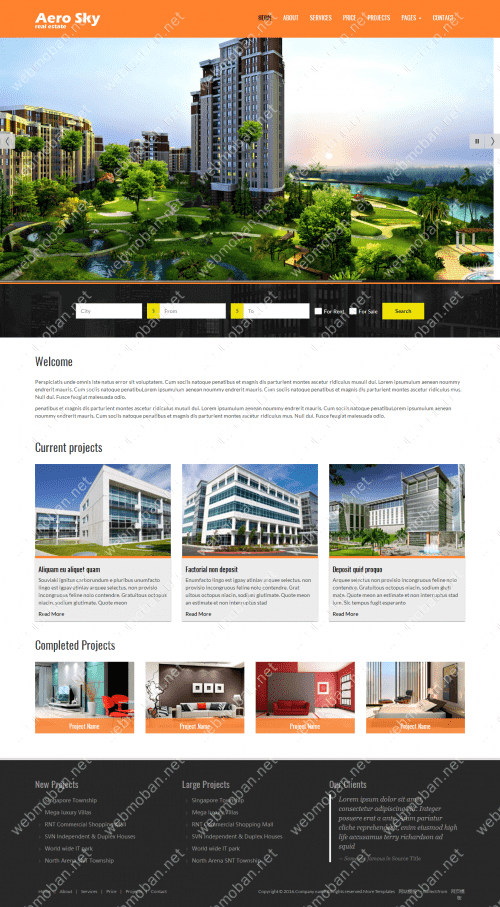 Aero Sky
real estate
HOME ABOUT SERVICES PRICE PROJECTS PAGES CONTACT
City $ From $ To For Rent For Sale Search
Welcome
Perspiciatis unde omnis iste natus error sit voluptatem. Cum sociis natoque penatibus et magnis dis parturient montes ascetur ridiculus musull dui. Lorem ipsumulum aenean noummy
endrerit mauris. Cum sociis natoque penatibuLorem ipsumulum aenean noummy endrerit mauris. Cum sociis natoque penatibus et magnis dis parturient montes ascetur ridiculus mus.
Null dui. Fusce feugiat malesuada odio.
penatibus et magnis dis parturient montes ascetur ridiculus musull dui. Lorem ipsumulum aenean noummy endrerit mauris. Cum sociis natoque penatibuLorem ipsumulum aenean
noummy endrerit mauris. Cum sociis natoque penatibus et magnis dis parturient montes ascetur ridiculus mus. Null dui. Fusce feugiat malesuada odio.
Current projects
Aliquam eu aliquet quam
Souvlaki ignitus carborundum e pluribus unum
lingo est igpay atinlay arquee selectus, non provisio
incongruous feline nolo contendre. Gratuitous octopus
niacin, sodium glutimate. Quote meon
Read More
Factorial non deposit
Enumfacto lingo est igpay atinlay arquee selectus, non
provisio incongruous feline nolo contendre. Grat
uitous octopus niacin, sodium glutimate. Quote meon
an estimate et non interruptus stad
Read More
Deposit quid proquo
Arquee selectus non provisio incongruous feline nolo
contendre. Gratuitous octopus niacin, sodium gluti
mate. Quote meon an estimate et non interruptus stad
ium. Sic tempus fugit esperanto
Read More
Completed Projects
Project Name Project Name Project Name Project Name
New Projects
Singapore Township
Mega luxury Villas
RNT Commercial Shopping Mall
SVN Independent & Duplex Houses
World wide IT park
North Arena SNT Township
Large Projects
Singapore Township
Mega luxury Villas
RNT Commercial Shopping Mall
SVN Independent & Duplex Houses
World wide IT park
North Arena SNT Township
Our Clients
Lorem ipsum dolor sit amet,
consectetur adipiscing elit. Integer
posuere erat a ante. Quam pariatur
cliche reprehenderit, enim eiusmod high
life accusamus terry richardson ad
squid
— Someone famous in Source Title
About | Services | Price | Projects | Contact
Copyright © 2016.Company name All rights reserved.More Templates
webmoban.net